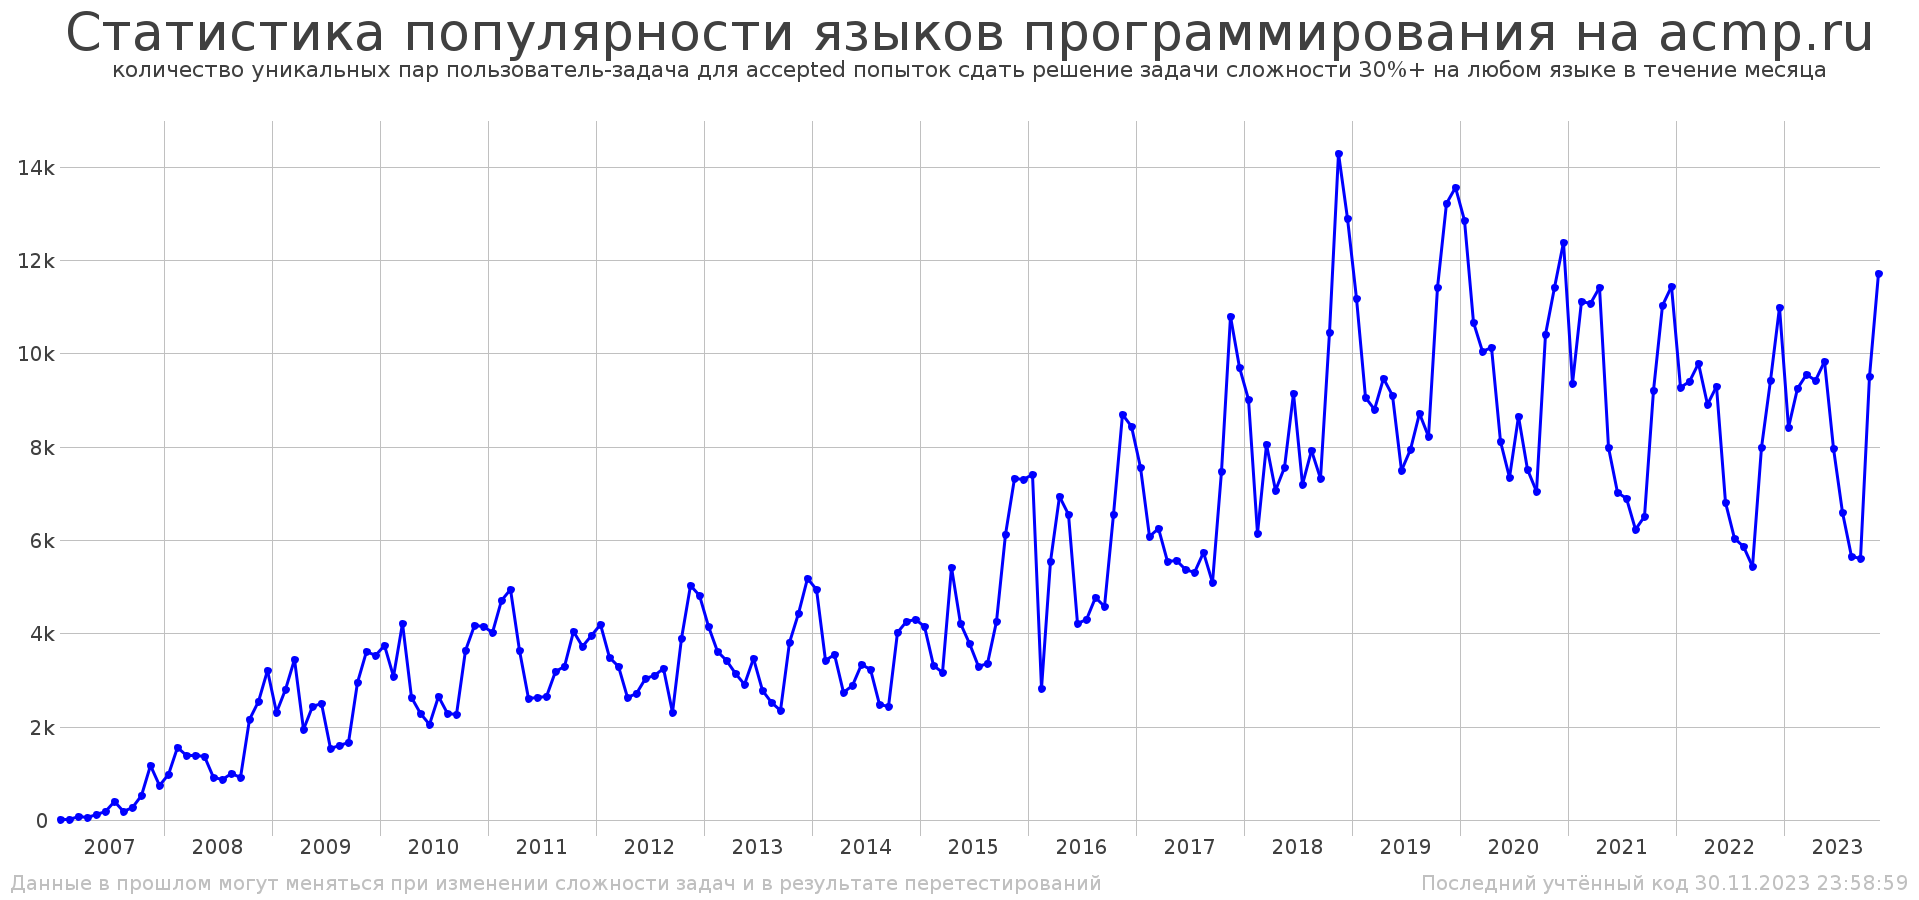 Статистика популярности языков программирования на acmp.ru
количество уникальных пар пользователь-задача для accepted попыток сдать решение задачи сложности 30%+ на любом языке в течение месяца
14k
12k
10k
8k
6k
4k
2k
0
2007 2008 2009 2010 2011 2012 2013 2014 2015 2016 2017 2018 2019 2020 2021 2022 2023
Данные в прошлом могут меняться при изменении сложности задач и в результате перетестирований
Последний учтённый код 30.11.2023 23:58:59